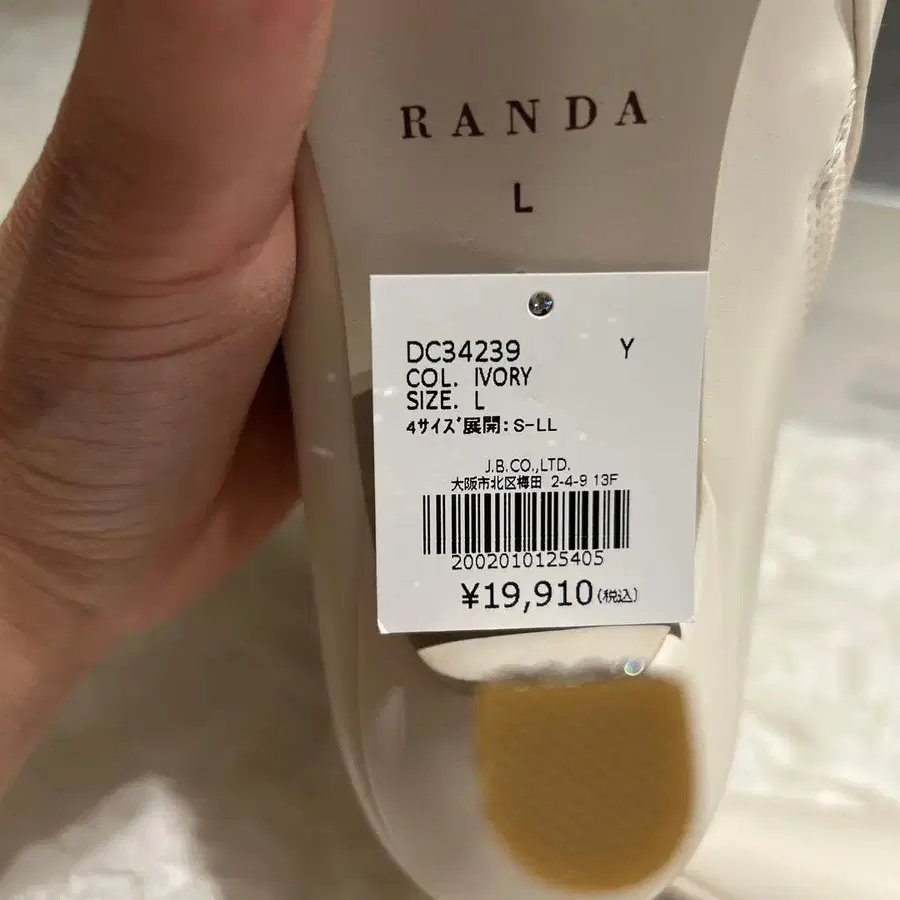 RANDA
L
DC34239 Y
COL. IVORY
SIZE. L
4サイズ展開:S-LL
J.B.CO.,LTD.
大阪市北区梅田 2-4-9 13F
2002010125405
¥19,910(税込)